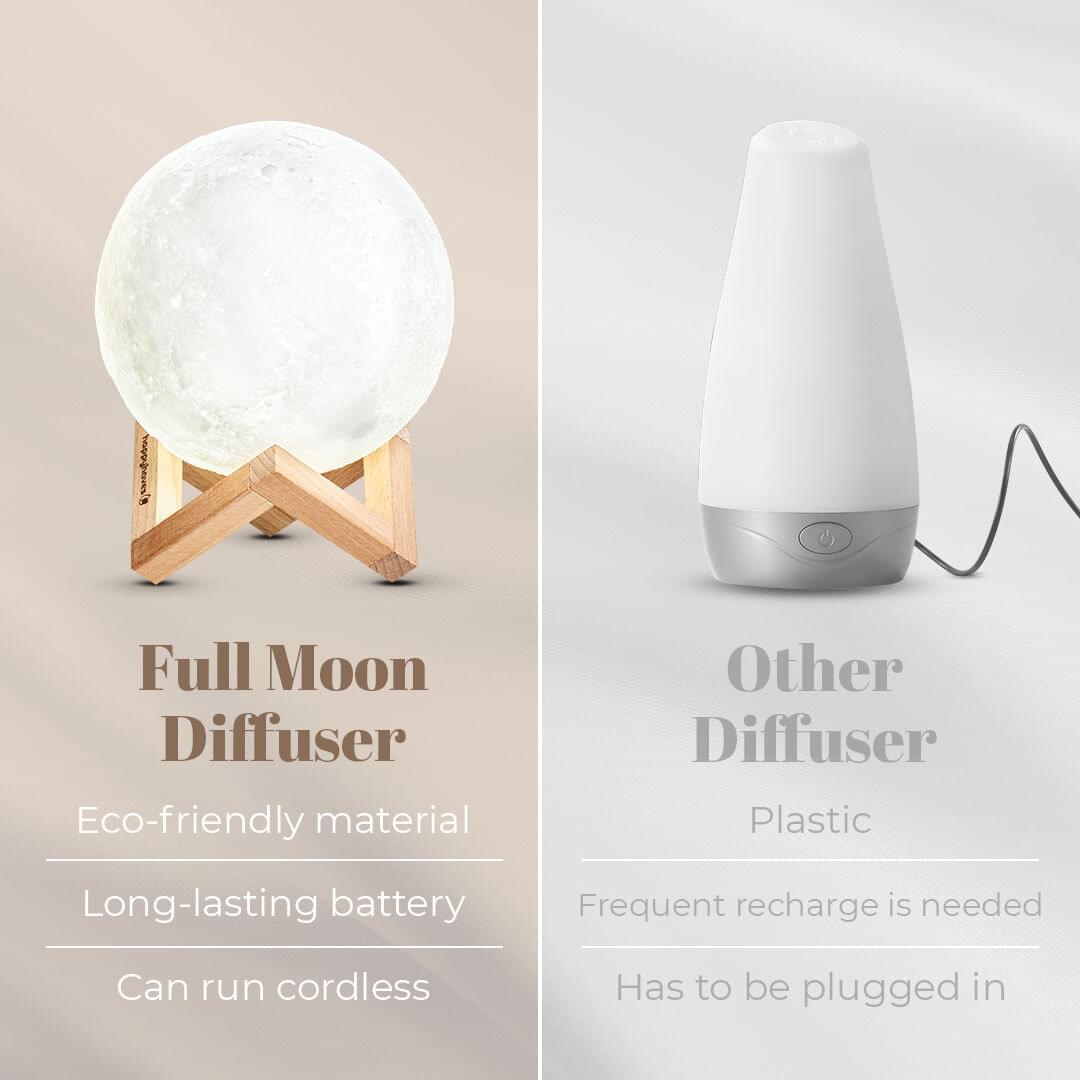 happyhaves
Full Moon
Diffuser
Eco-friendly material
Long-lasting battery
Can run cordless
Other
Diffuser
Plastic
Frequent recharge is needed
Has to be plugged in